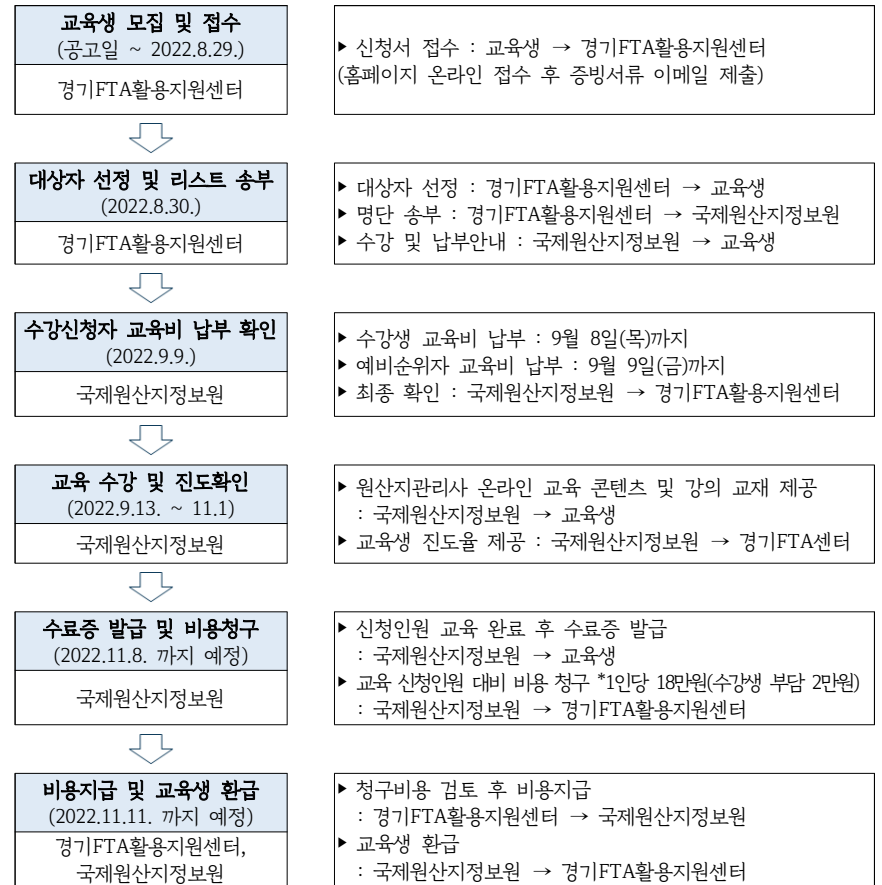 교육생 모집 및 접수
(공고일 ~ 2022.8.29.)
경기FTA활용지원센터
▶ 신청서 접수 : 교육생 → 경기FTA활용지원센터
(홈페이지 온라인 접수 후 증빙서류 이메일 제출)
대상자 선정 및 리스트 송부
(2022.8.30.)
경기FTA활용지원센터
▶ 대상자 선정 : 경기FTA활용지원센터 → 교육생
▶ 명단 송부 : 경기FTA활용지원센터 → 국제원산지정보원
▶ 수강 및 납부안내 : 국제원산지정보원 → 교육생
수강신청자 교육비 납부 확인
(2022.9.9.)
국제원산지정보원
▶ 수강생 교육비 납부 : 9월 8일(목)까지
▶ 예비순위자 교육비 납부 : 9월 9일(금)까지
▶ 최종 확인 : 국제원산지정보원 → 경기FTA활용지원센터
교육 수강 및 진도확인
(2022.9.13. ~ 11.1)
국제원산지정보원
▶ 원산지관리사 온라인 교육 콘텐츠 및 강의 교재 제공
: 국제원산지정보원 → 교육생
▶ 교육생 진도율 제공 : 국제원산지정보원 → 경기FTA센터
수료증 발급 및 비용청구
(2022.11.8. 까지 예정)
국제원산지정보원
▶ 신청인원 교육 완료 후 수료증 발급
: 국제원산지정보원 → 교육생
▶ 교육 신청인원 대비 비용 청구 *1인당 18만원(수강생 부담 2만원)
: 국제원산지정보원 → 경기FTA활용지원센터
비용지급 및 교육생 환급
(2022.11.11. 까지 예정)
경기FTA활용지원센터,
국제원산지정보원
▶ 청구비용 검토 후 비용지급
: 경기FTA활용지원센터 → 국제원산지정보원
▶ 교육생 환급
: 국제원산지정보원 → 경기FTA활용지원센터